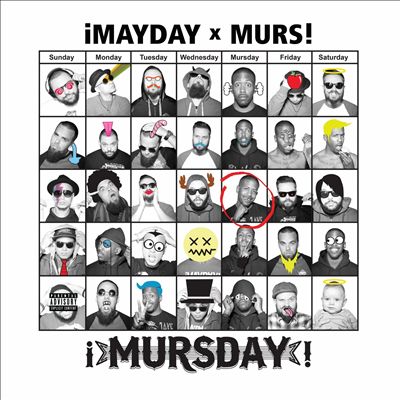 ¡MAYDAY x MURS!
Sunday Monday Tuesday Wednesday Mursday Friday Saturday
PARENTAL
ADVISORY
EXPLICIT CONTENT
¡MURSDAY!